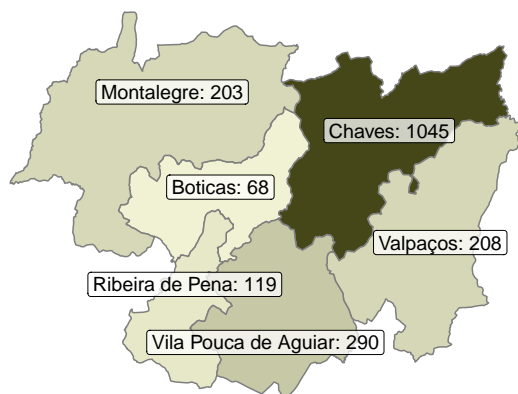 Montalegre: 203
Chaves: 1045
Boticas: 68
Valpaços: 208
Ribeira de Pena: 119
Vila Pouca de Aguiar: 290